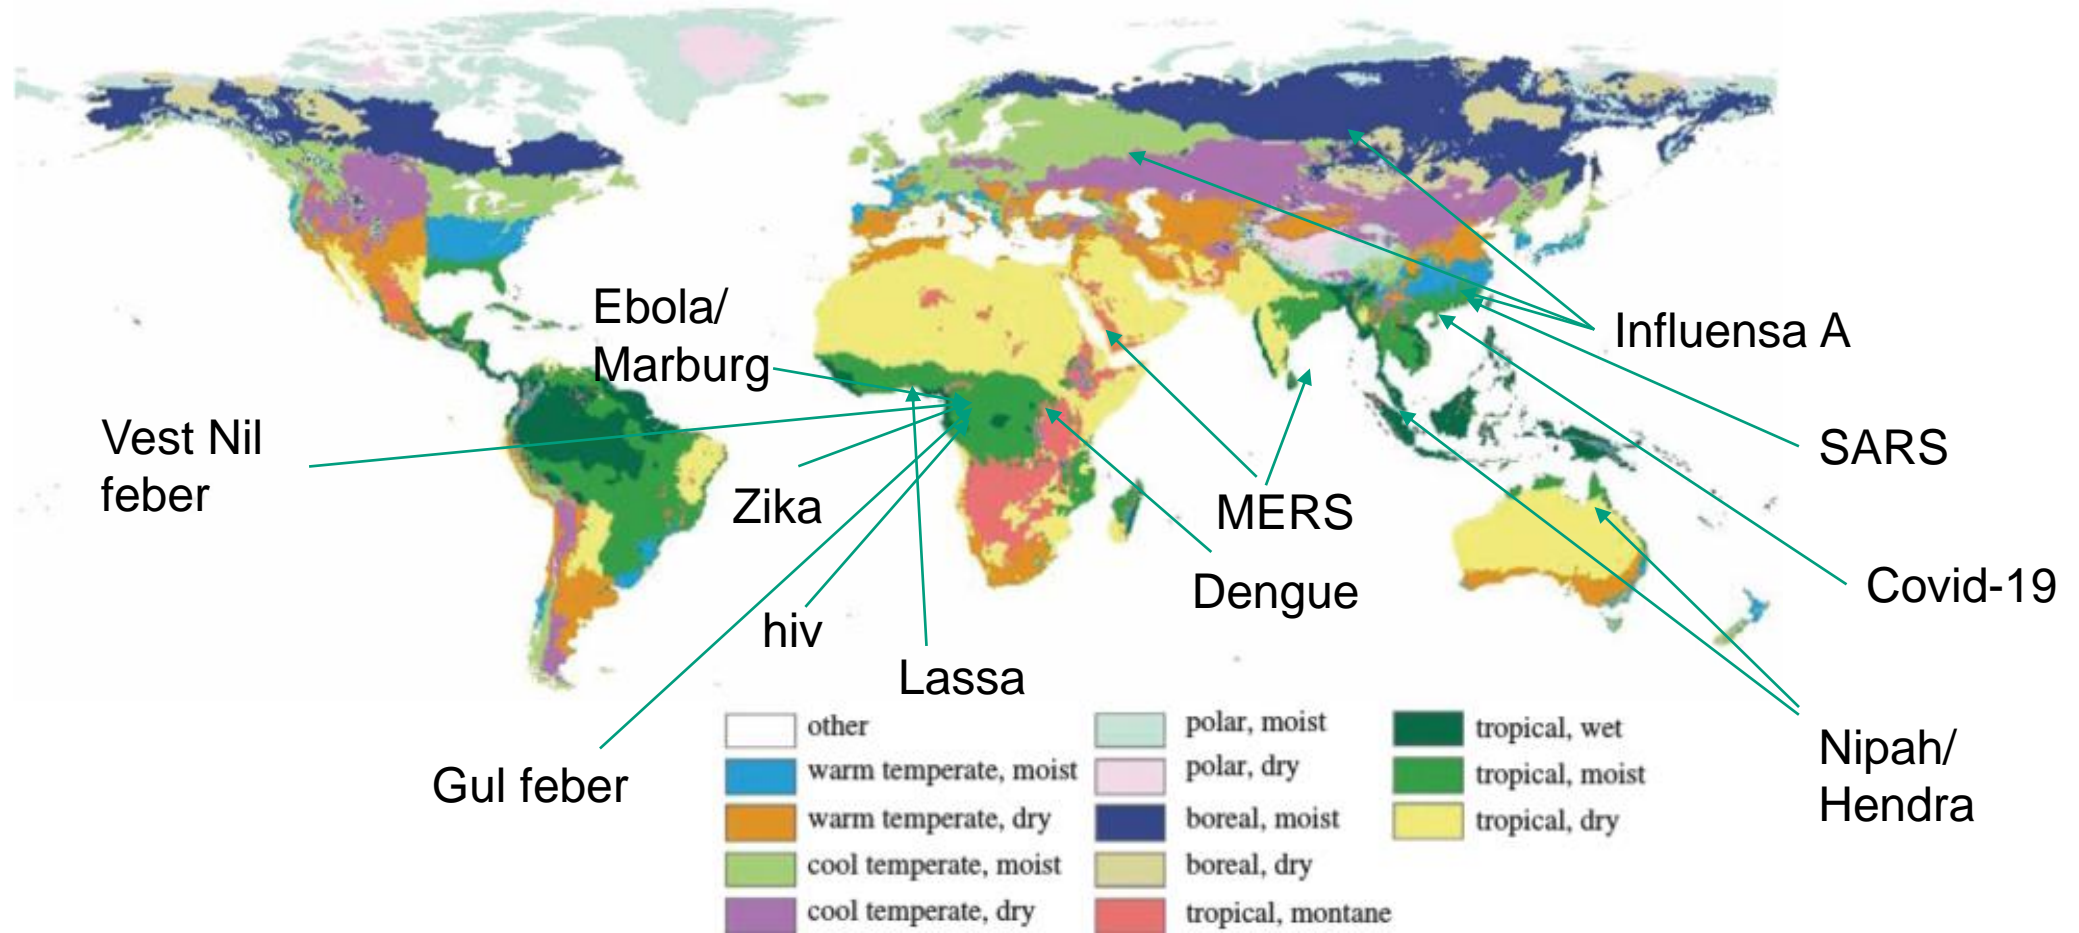 Ebola/
Marburg
Influensa A
Vest Nil
feber
SARS
Zika
MERS
Dengue
Covid-19
hiv
Lassa
Gul feber
Nipah/
Hendra
other
warm temperate, moist
warm temperate, dry
cool temperate, moist
cool temperate, dry
polar, moist
polar, dry
boreal, moist
boreal, dry
tropical, montane
tropical, wet
tropical, moist
tropical, dry